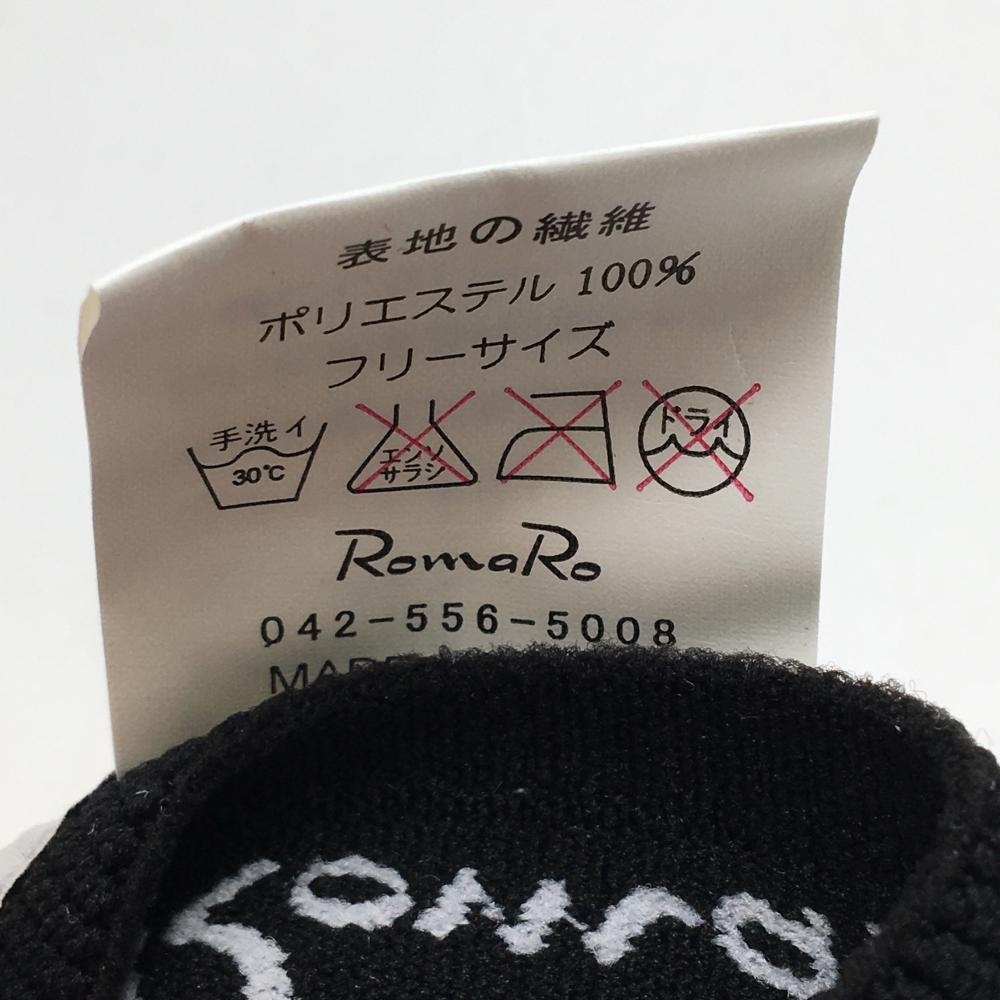 表地の繊維
ポリエステル 100%
フリーサイズ
手洗イ
30℃
エンソ
サラシ
ドライ
RomaRo
042-556-5008
MADE